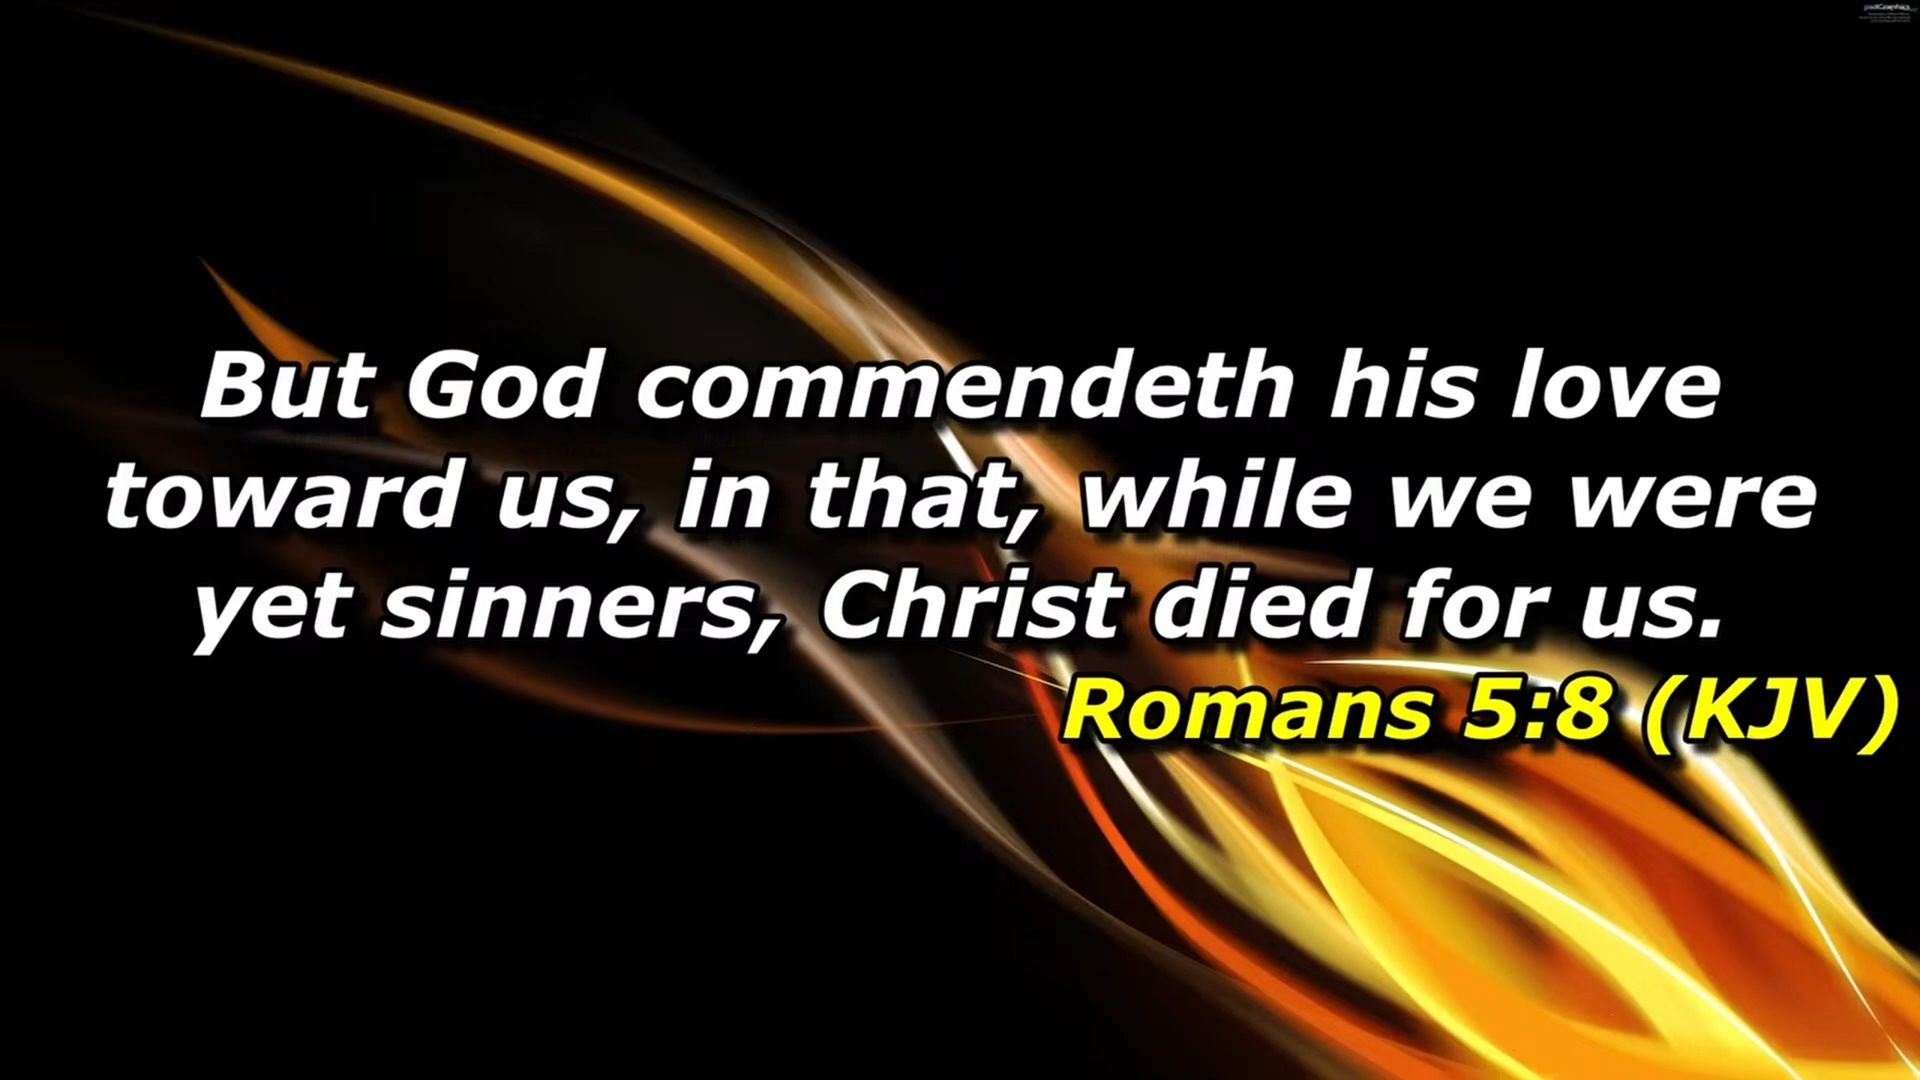 But God commendeth his love
toward us, in that, while we were
yet sinners, Christ died for us.
Romans 5:8 (KJV)